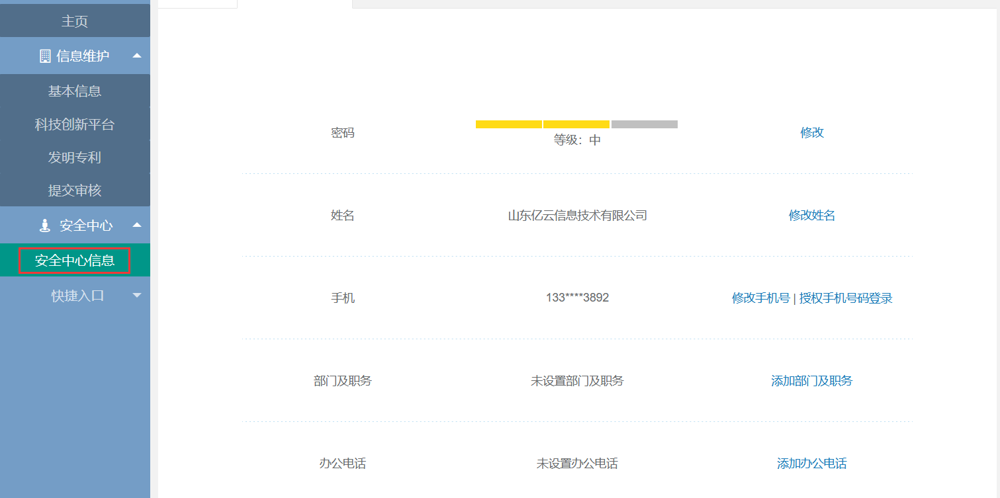 主页
信息维护
基本信息
科技创新平台
发明专利
提交审核
安全中心
安全中心信息
快捷入口
密码
等级：中
修改
姓名
山东亿云信息技术有限公司
修改姓名
手机
133****3892
修改手机号 | 授权手机号码登录
部门及职务
未设置部门及职务
添加部门及职务
办公电话
未设置办公电话
添加办公电话